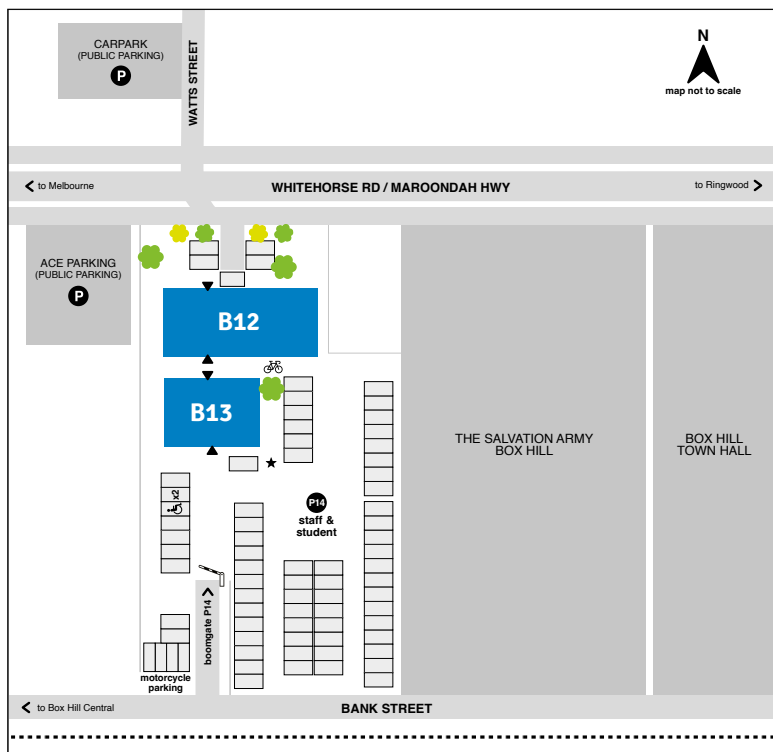 CARPARK
(PUBLIC PARKING)
P
WATTS STREET
N
map not to scale
to Melbourne
WHITEHORSE RD / MAROONDAH HWY
to Ringwood
ACE PARKING
(PUBLIC PARKING)
P
B12
B13
THE SALVATION ARMY
BOX HILL
BOX HILL
TOWN HALL
x2
P14
staff &
student
boomgate P14
motorcycle
parking
to Box Hill Central
BANK STREET